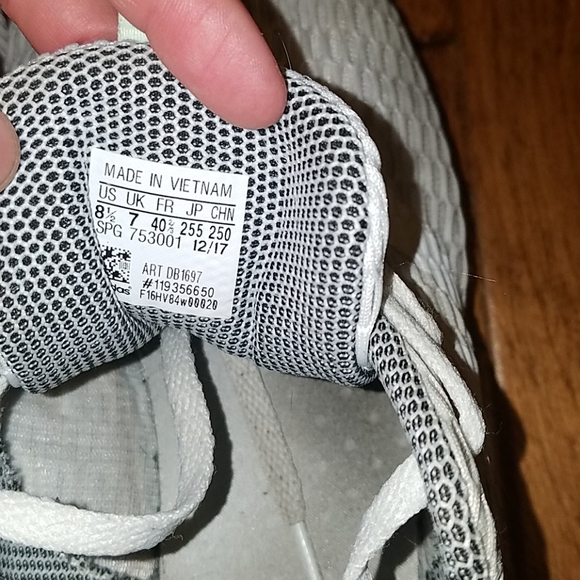 MADE IN VIETNAM
US UK FR JP CHN
8½ 7 40⅔ 255 250
SPG 753001 12/17
ART DB1697
#119356650
F16HV84W00020